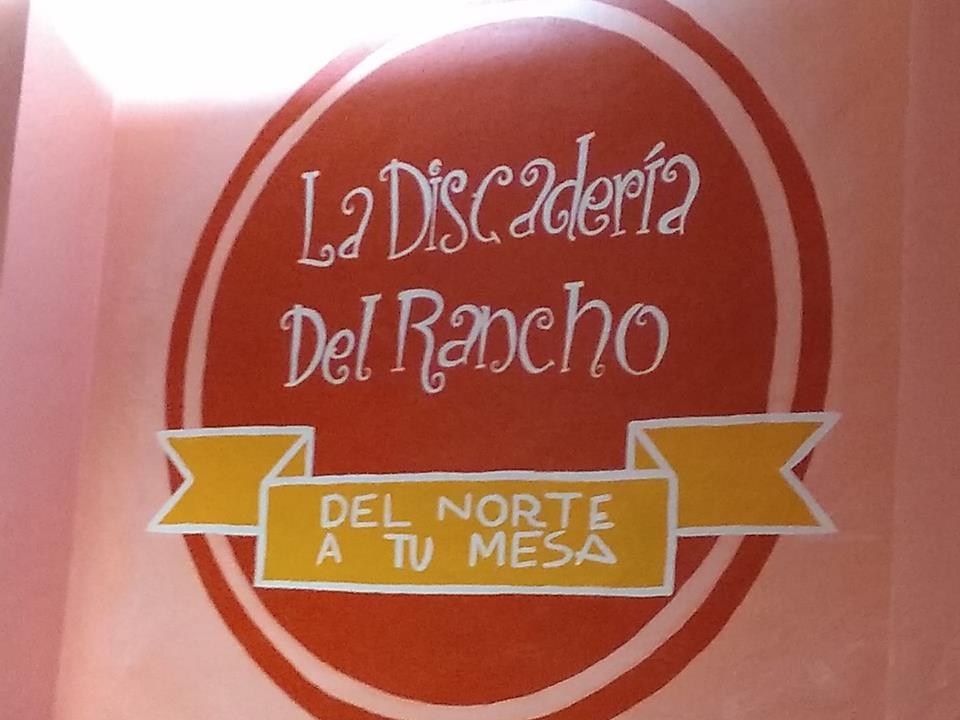 La Discadería
Del Rancho
DEL NORTE
A TU MESA